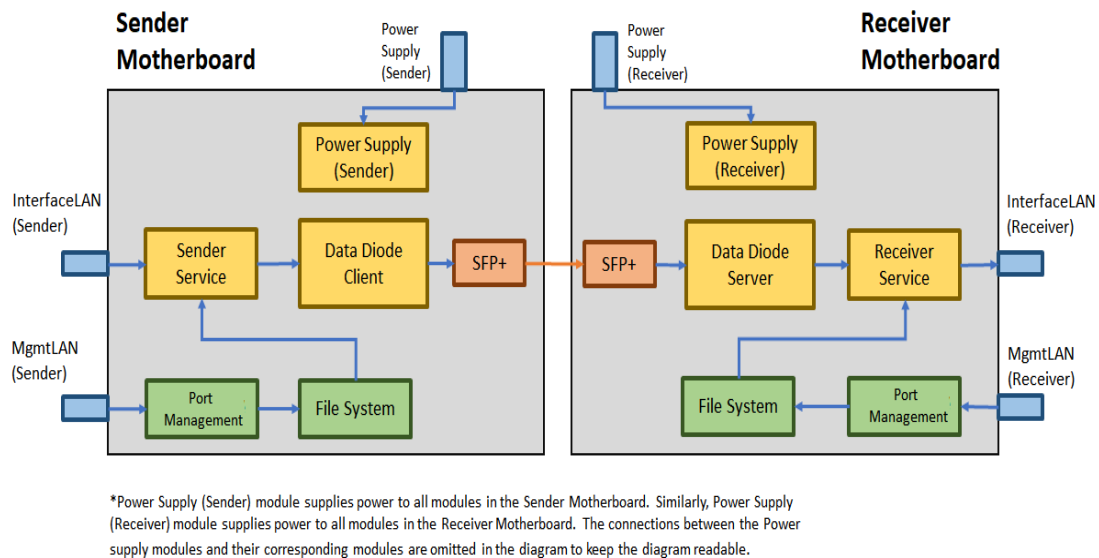 Sender
Motherboard
Power
Supply
(Sender)
Power
Supply
(Receiver)
Receiver
Motherboard
Power Supply
(Sender)
Power Supply
(Receiver)
InterfaceLAN
(Sender)
Sender
Service
Data Diode
Client
SFP+
SFP+
Data Diode
Server
Receiver
Service
InterfaceLAN
(Receiver)
MgmtLAN
(Sender)
Port
Management
File System
File System
Port
Management
MgmtLAN
(Receiver)
*Power Supply (Sender) module supplies power to all modules in the Sender Motherboard. Similarly, Power Supply
(Receiver) module supplies power to all modules in the Receiver Motherboard. The connections between the Power
supply modules and their corresponding modules are omitted in the diagram to keep the diagram readable.